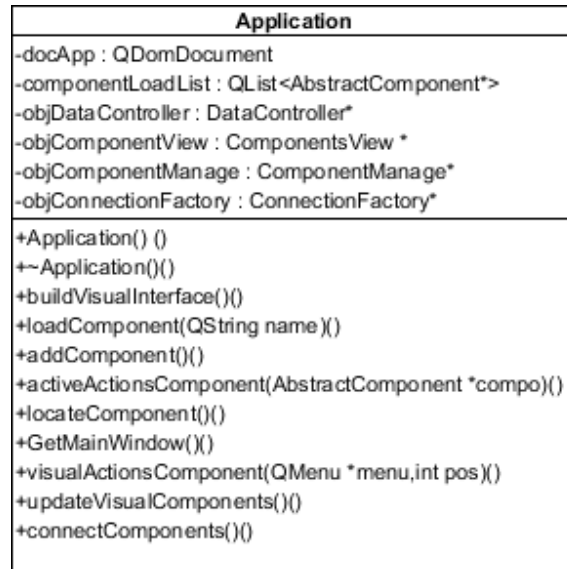 Application
-docApp : QDomDocument
-componentLoadList : QList<AbstractComponent*>
-objDataController : DataController*
-objComponentView : ComponentsView *
-objComponentManage : ComponentManage*
-objConnectionFactory : ConnectionFactory*
+Application() ()
+~Application()()
+buildVisualInterface()()
+loadComponent(QString name)()
+addComponent()()
+activeActionsComponent(AbstractComponent *compo)()
+locateComponent()()
+GetMainWindow()()
+visualActionsComponent(QMenu *menu,int pos)()
+updateVisualComponents()()
+connectComponents()()